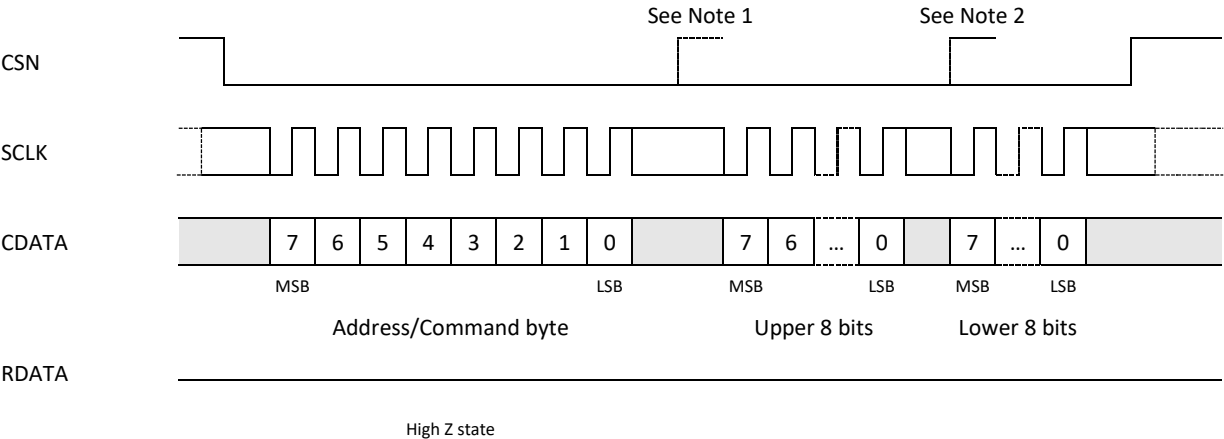 See Note 1 See Note 2
CSN
SCLK
CDATA 7 6 5 4 3 2 1 0 7 6 ... 0 7 ... 0
MSB LSB MSB LSB MSB LSB
Address/Command byte Upper 8 bits Lower 8 bits
RDATA
High Z state